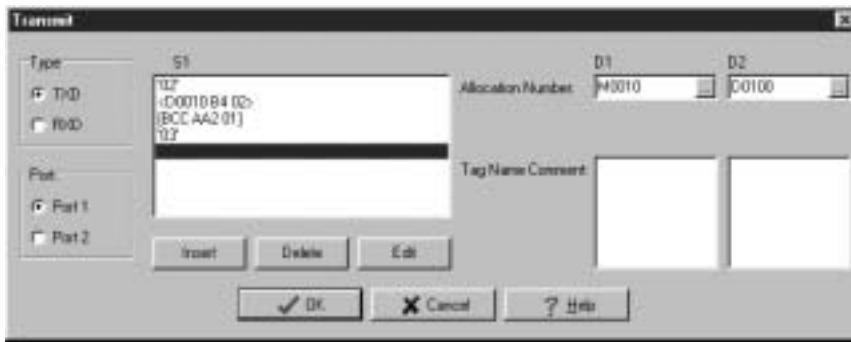 Transmit
Type
TXD
RXD
Port
Port 1
Port 2
S1
'02'
<D0010 B4 02>
(BCC AA2 01)
'03'
Insert
Delete
Edit
D1
D2
Allocation Number:
M0010
...
D0100
...
Tag Name Comment:
OK
Cancel
? Help